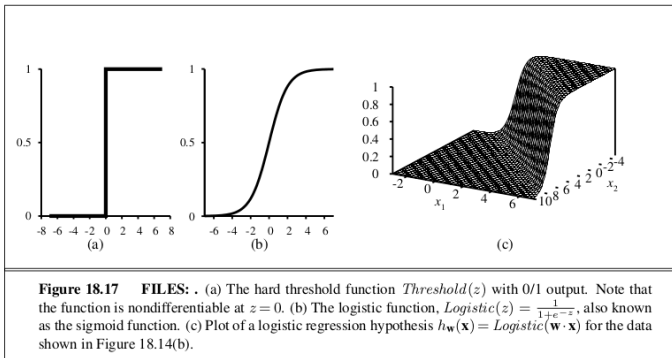 1
0.5
0
-8 -6 -4 -2 0 2 4 6 8
(a)
1
0.5
0
-6 -4 -2 0 2 4 6
(b)
1
0.8
0.6
0.4
0.2
0
-2 0 2 4 6
x1
10 8 6 4 2 0 -2 -4
x2
(c)
Figure 18.17 FILES: . (a) The hard threshold function Threshold(z) with 0/1 output. Note that
the function is nondifferentiable at z = 0. (b) The logistic function, Logistic(z) = 1/(1+e^−z), also known
as the sigmoid function. (c) Plot of a logistic regression hypothesis hw(x) = Logistic(w · x) for the data
shown in Figure 18.14(b).